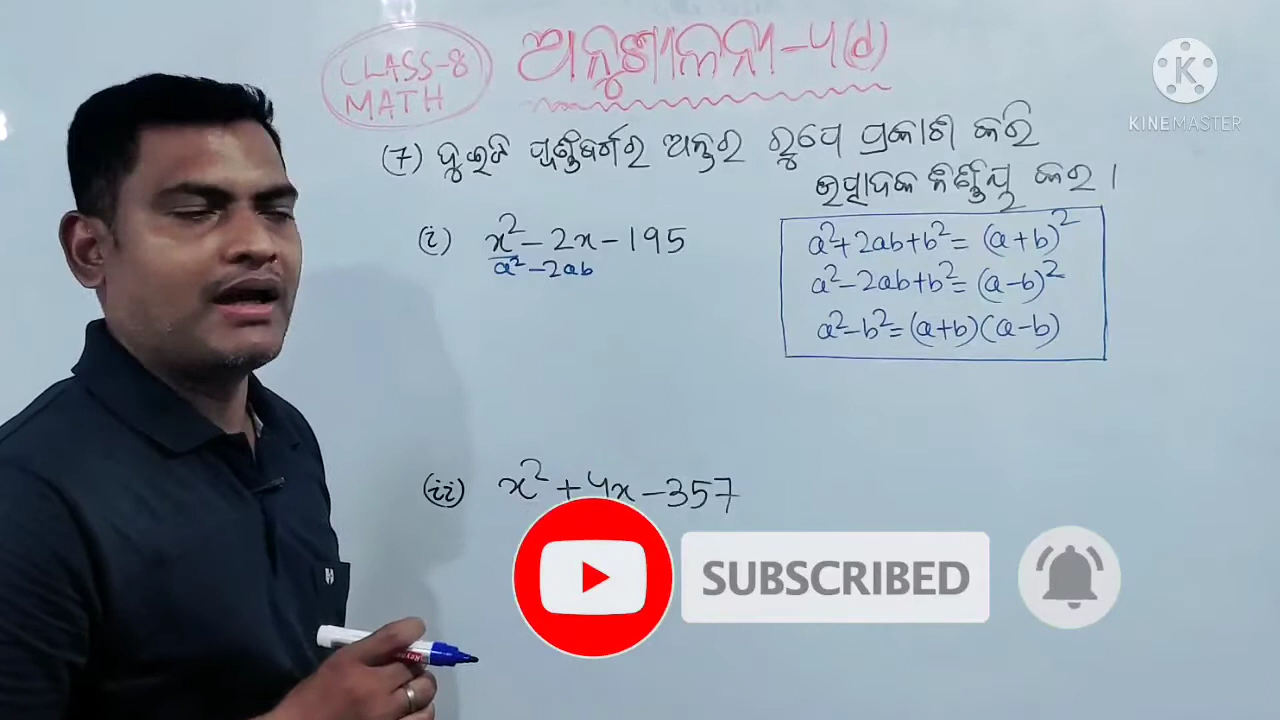 CLASS-8
MATH
ଅନୁଶୀଳନୀ-4(d)
(7) ଦୁଇଟି ପୂର୍ଣ୍ଣବର୍ଗର ଅନ୍ତର ରୂପେ ପ୍ରକାଶ କରି
ଉତ୍ପାଦକ ନିର୍ଣ୍ଣୟ କର।
(i) x²-2x-195
a²-2ab
a²+2ab+b²=(a+b)²
a²-2ab+b²=(a-b)²
a²-b²=(a+b)(a-b)
(ii) x²+4x-357
SUBSCRIBED
K
KINEMASTER